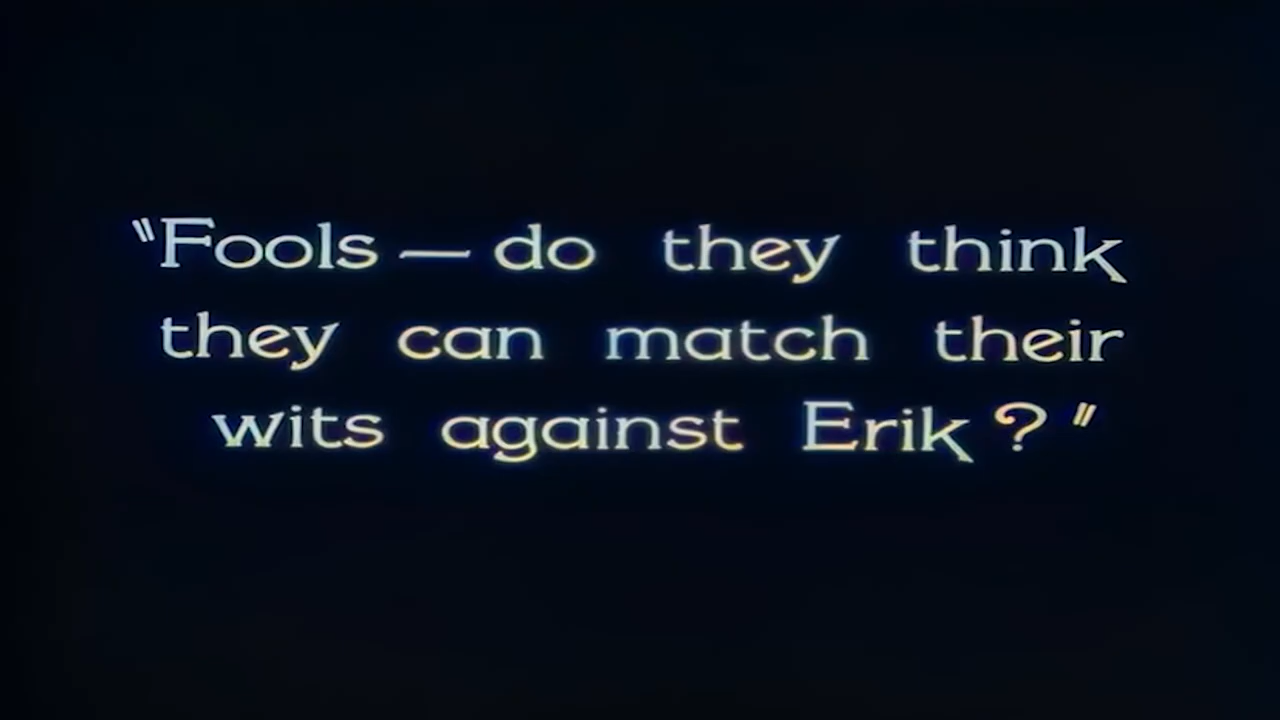 "Fools — do they think
they can match their
wits against Erik?"